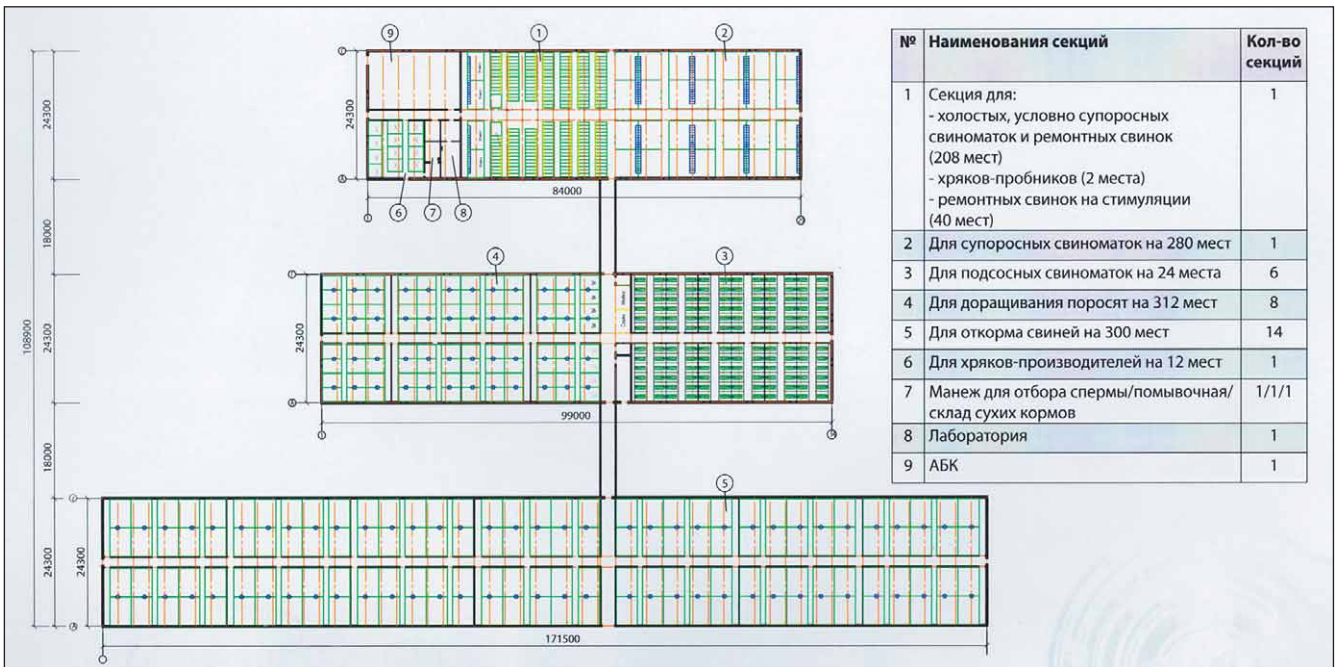 9
1
2
24300
84000
6
7
8
4
3
Мойка
24300
99000
5
24300
171500
24300
18000
24300
18000
24300
108900
№ Наименования секций Кол-во секций
1 Секция для: 1
- холостых, условно супоросных
свиноматок и ремонтных свинок
(208 мест)
- хряков-пробников (2 места)
- ремонтных свинок на стимуляции
(40 мест)
2 Для супоросных свиноматок на 280 мест 1
3 Для подсосных свиноматок на 24 места 6
4 Для доращивания поросят на 312 мест 8
5 Для откорма свиней на 300 мест 14
6 Для хряков-производителей на 12 мест 1
7 Манеж для отбора спермы/помывочная/ 1/1/1
склад сухих кормов
8 Лаборатория 1
9 АБК 1